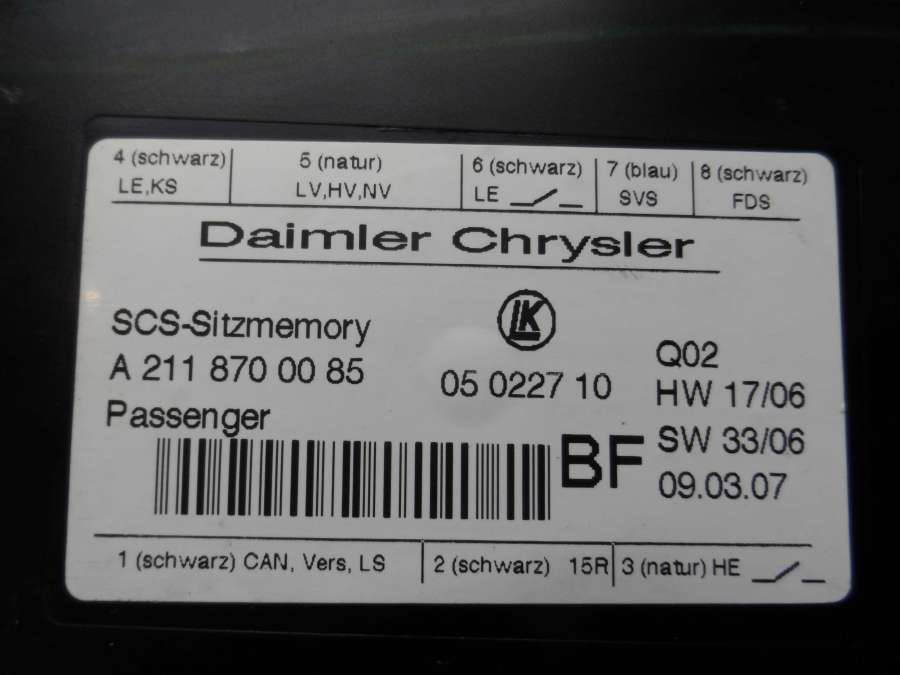 4 (schwarz) 5 (natur) 6 (schwarz) 7 (blau) 8 (schwarz)
LE,KS LV,HV,NV LE SVS FDS
Daimler Chrysler
LK
SCS-Sitzmemory
A 211 870 00 85 05 0227 10
Passenger
BF
Q02
HW 17/06
SW 33/06
09.03.07
1 (schwarz) CAN, Vers, LS 2 (schwarz) 15R 3 (natur) HE